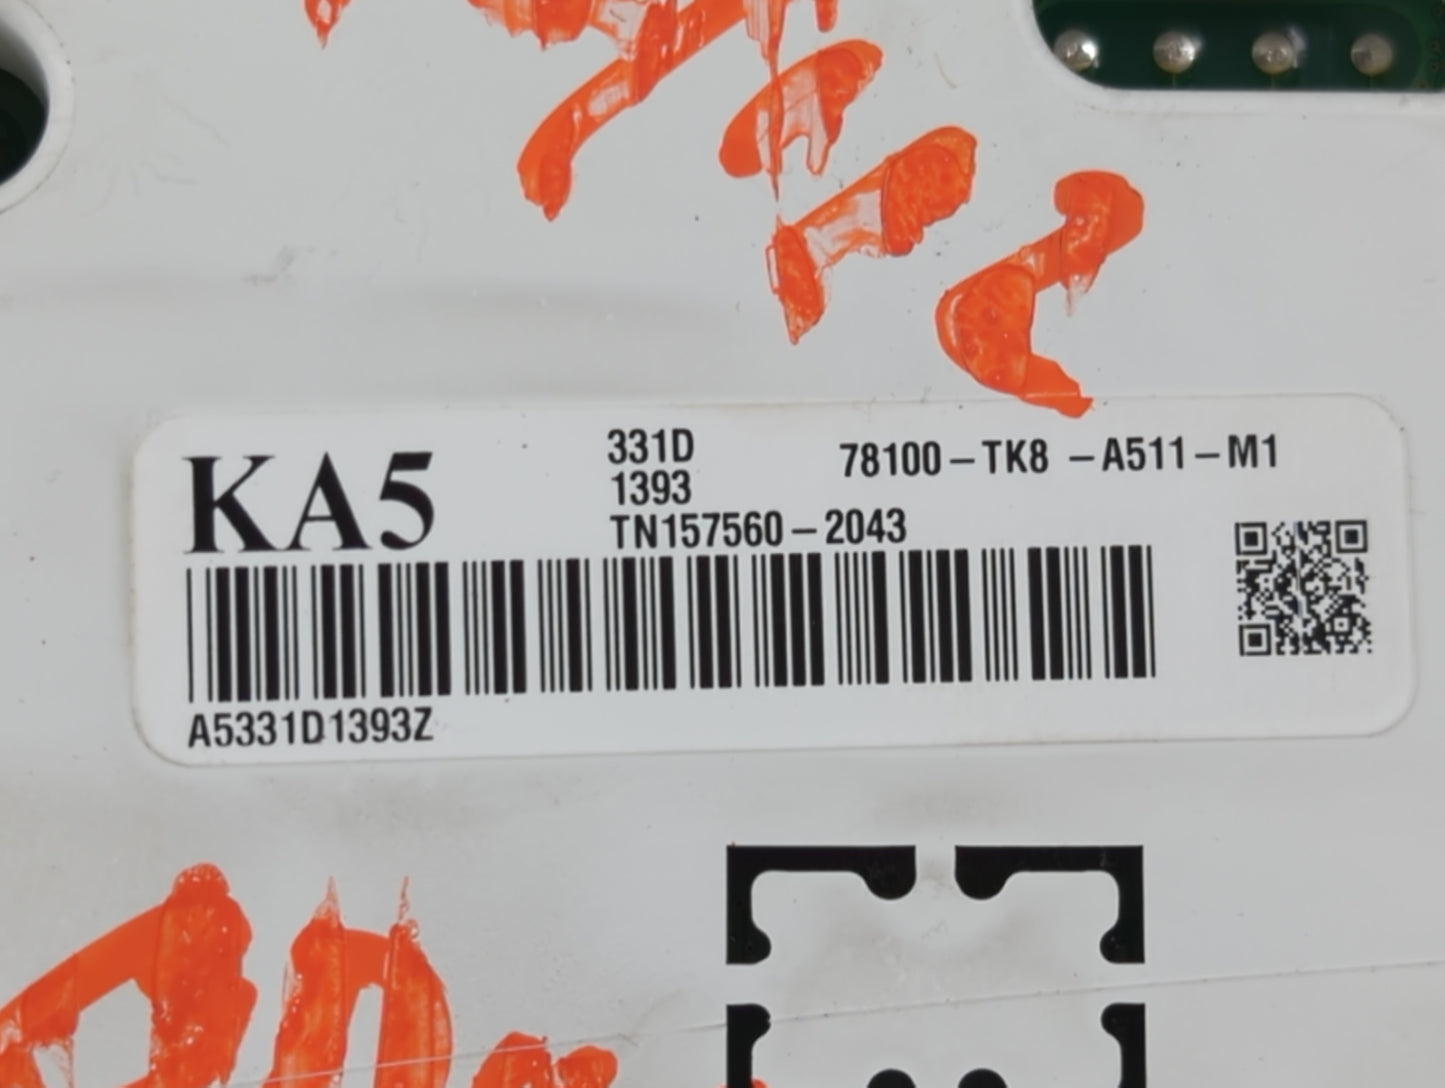 KA5
331D
78100-TK8 -A511-M1
1393
TN157560-2043
A5331D1393Z